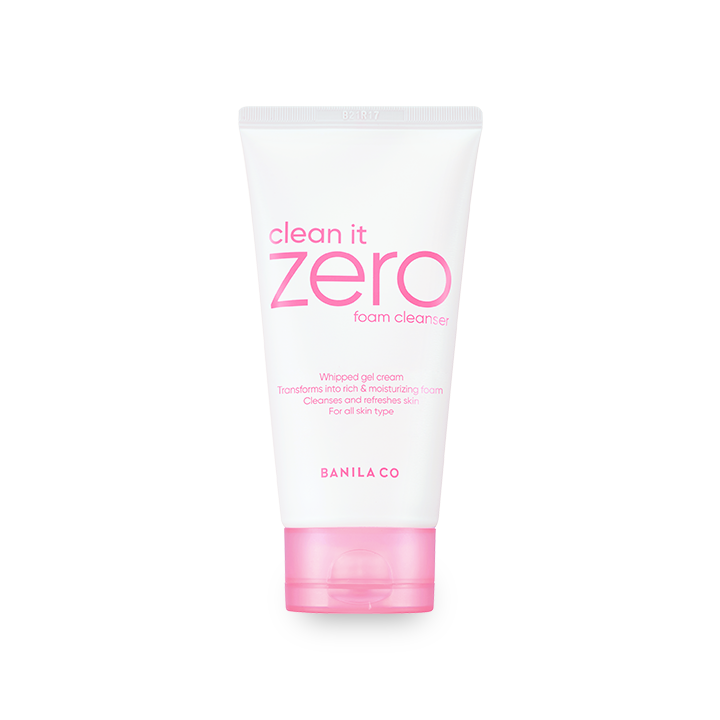 clean it
zero
foam cleanser
Whipped gel cream
Transforms into rich & moisturizing foam
Cleanses and refreshes skin
For all skin type
BANILA CO